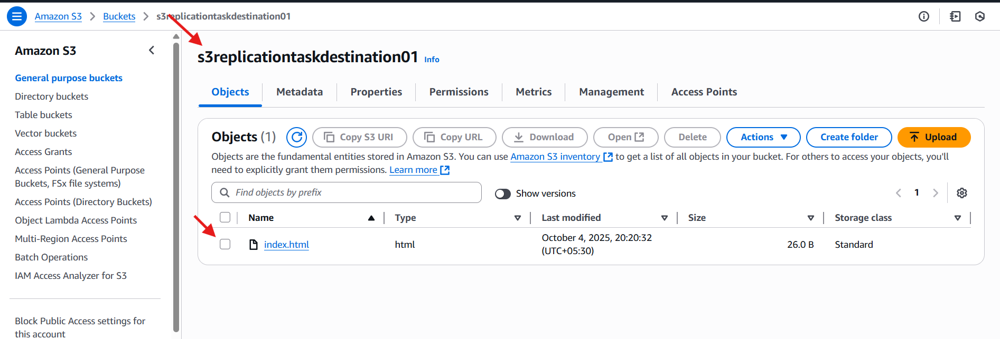 Amazon S3 > Buckets > s3replicationtaskdestination01
Amazon S3
General purpose buckets
Directory buckets
Table buckets
Vector buckets
Access Grants
Access Points (General Purpose
Buckets, FSx file systems)
Access Points (Directory Buckets)
Object Lambda Access Points
Multi-Region Access Points
Batch Operations
IAM Access Analyzer for S3
Block Public Access settings for
this account
s3replicationtaskdestination01 Info
Objects Metadata Properties Permissions Metrics Management Access Points
Objects (1) Copy S3 URI Copy URL Download Open Delete Actions Create folder Upload
Objects are the fundamental entities stored in Amazon S3. You can use Amazon S3 inventory to get a list of all objects in your bucket. For others to access your objects, you'll
need to explicitly grant them permissions. Learn more
Find objects by prefix Show versions 1
Name Type Last modified Size Storage class
index.html html October 4, 2025, 20:20:32 26.0 B Standard
(UTC+05:30)